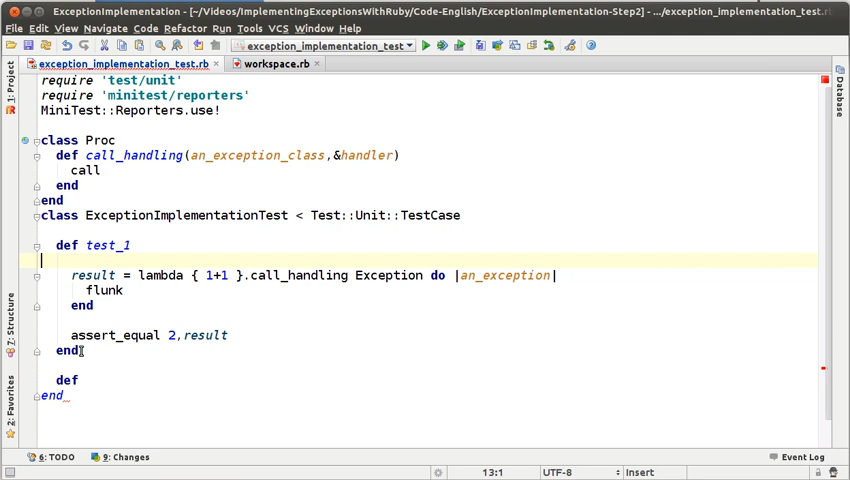 ExceptionImplementation - [~/Videos/ImplementingExceptionsWithRuby/Code-English/ExceptionImplementation-Step2] - .../exception_implementation_test.rb
File Edit View Navigate Code Refactor Run Tools VCS Window Help
exception_implementation_test
exception_implementation_test.rb workspace.rb
1: Project
7: Structure
2: Favorites
Database
require 'test/unit'
require 'minitest/reporters'
MiniTest::Reporters.use!
class Proc
def call_handling(an_exception_class,&handler)
call
end
end
class ExceptionImplementationTest < Test::Unit::TestCase
def test_1
result = lambda { 1+1 }.call_handling Exception do |an_exception|
flunk
end
assert_equal 2,result
end
def
end
6: TODO 9: Changes Event Log
13:1 UTF-8 Insert